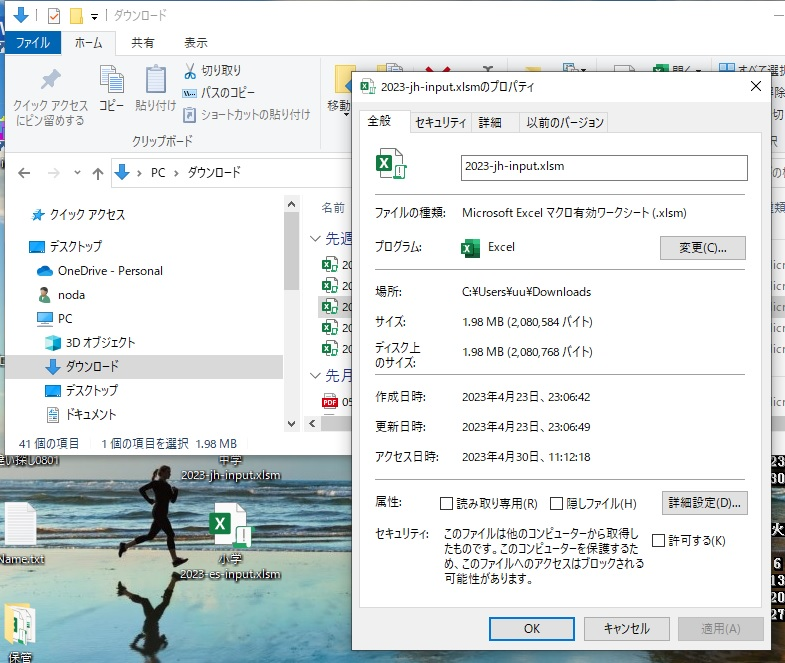 ダウンロード
ファイル ホーム 共有 表示
クイック アクセス
にピン留めする
コピー
貼り付け
切り取り
パスのコピー
ショートカットの貼り付け
クリップボード
移動
開く
すべて選択
PC › ダウンロード
クイック アクセス
デスクトップ
OneDrive - Personal
noda
PC
3D オブジェクト
ダウンロード
デスクトップ
ドキュメント
名前
先週
20
20
20
20
20
先月
PDF
05
41 個の項目 1 個の項目を選択 1.98 MB
2023-jh-input.xlsmのプロパティ
全般 セキュリティ 詳細 以前のバージョン
2023-jh-input.xlsm
ファイルの種類: Microsoft Excel マクロ有効ワークシート (.xlsm)
プログラム: Excel 変更(C)...
場所: C:¥Users¥uu¥Downloads
サイズ: 1.98 MB (2,080,584 バイト)
ディスク上
のサイズ: 1.98 MB (2,080,768 バイト)
作成日時: 2023年4月23日、23:06:42
更新日時: 2023年4月23日、23:06:49
アクセス日時: 2023年4月30日、11:12:18
属性: 読み取り専用(R) 隠しファイル(H) 詳細設定(D)...
セキュリティ: このファイルは他のコンピューターから取得し
たものです。このコンピューターを保護するた
め、このファイルへのアクセスはブロックされる
可能性があります。
許可する(K)
OK キャンセル 適用(A)
中学
2023-jh-input.xlsm
小学
2023-es-input.xlsm
Name.txt
保管
23
30
火
6
13
20
27